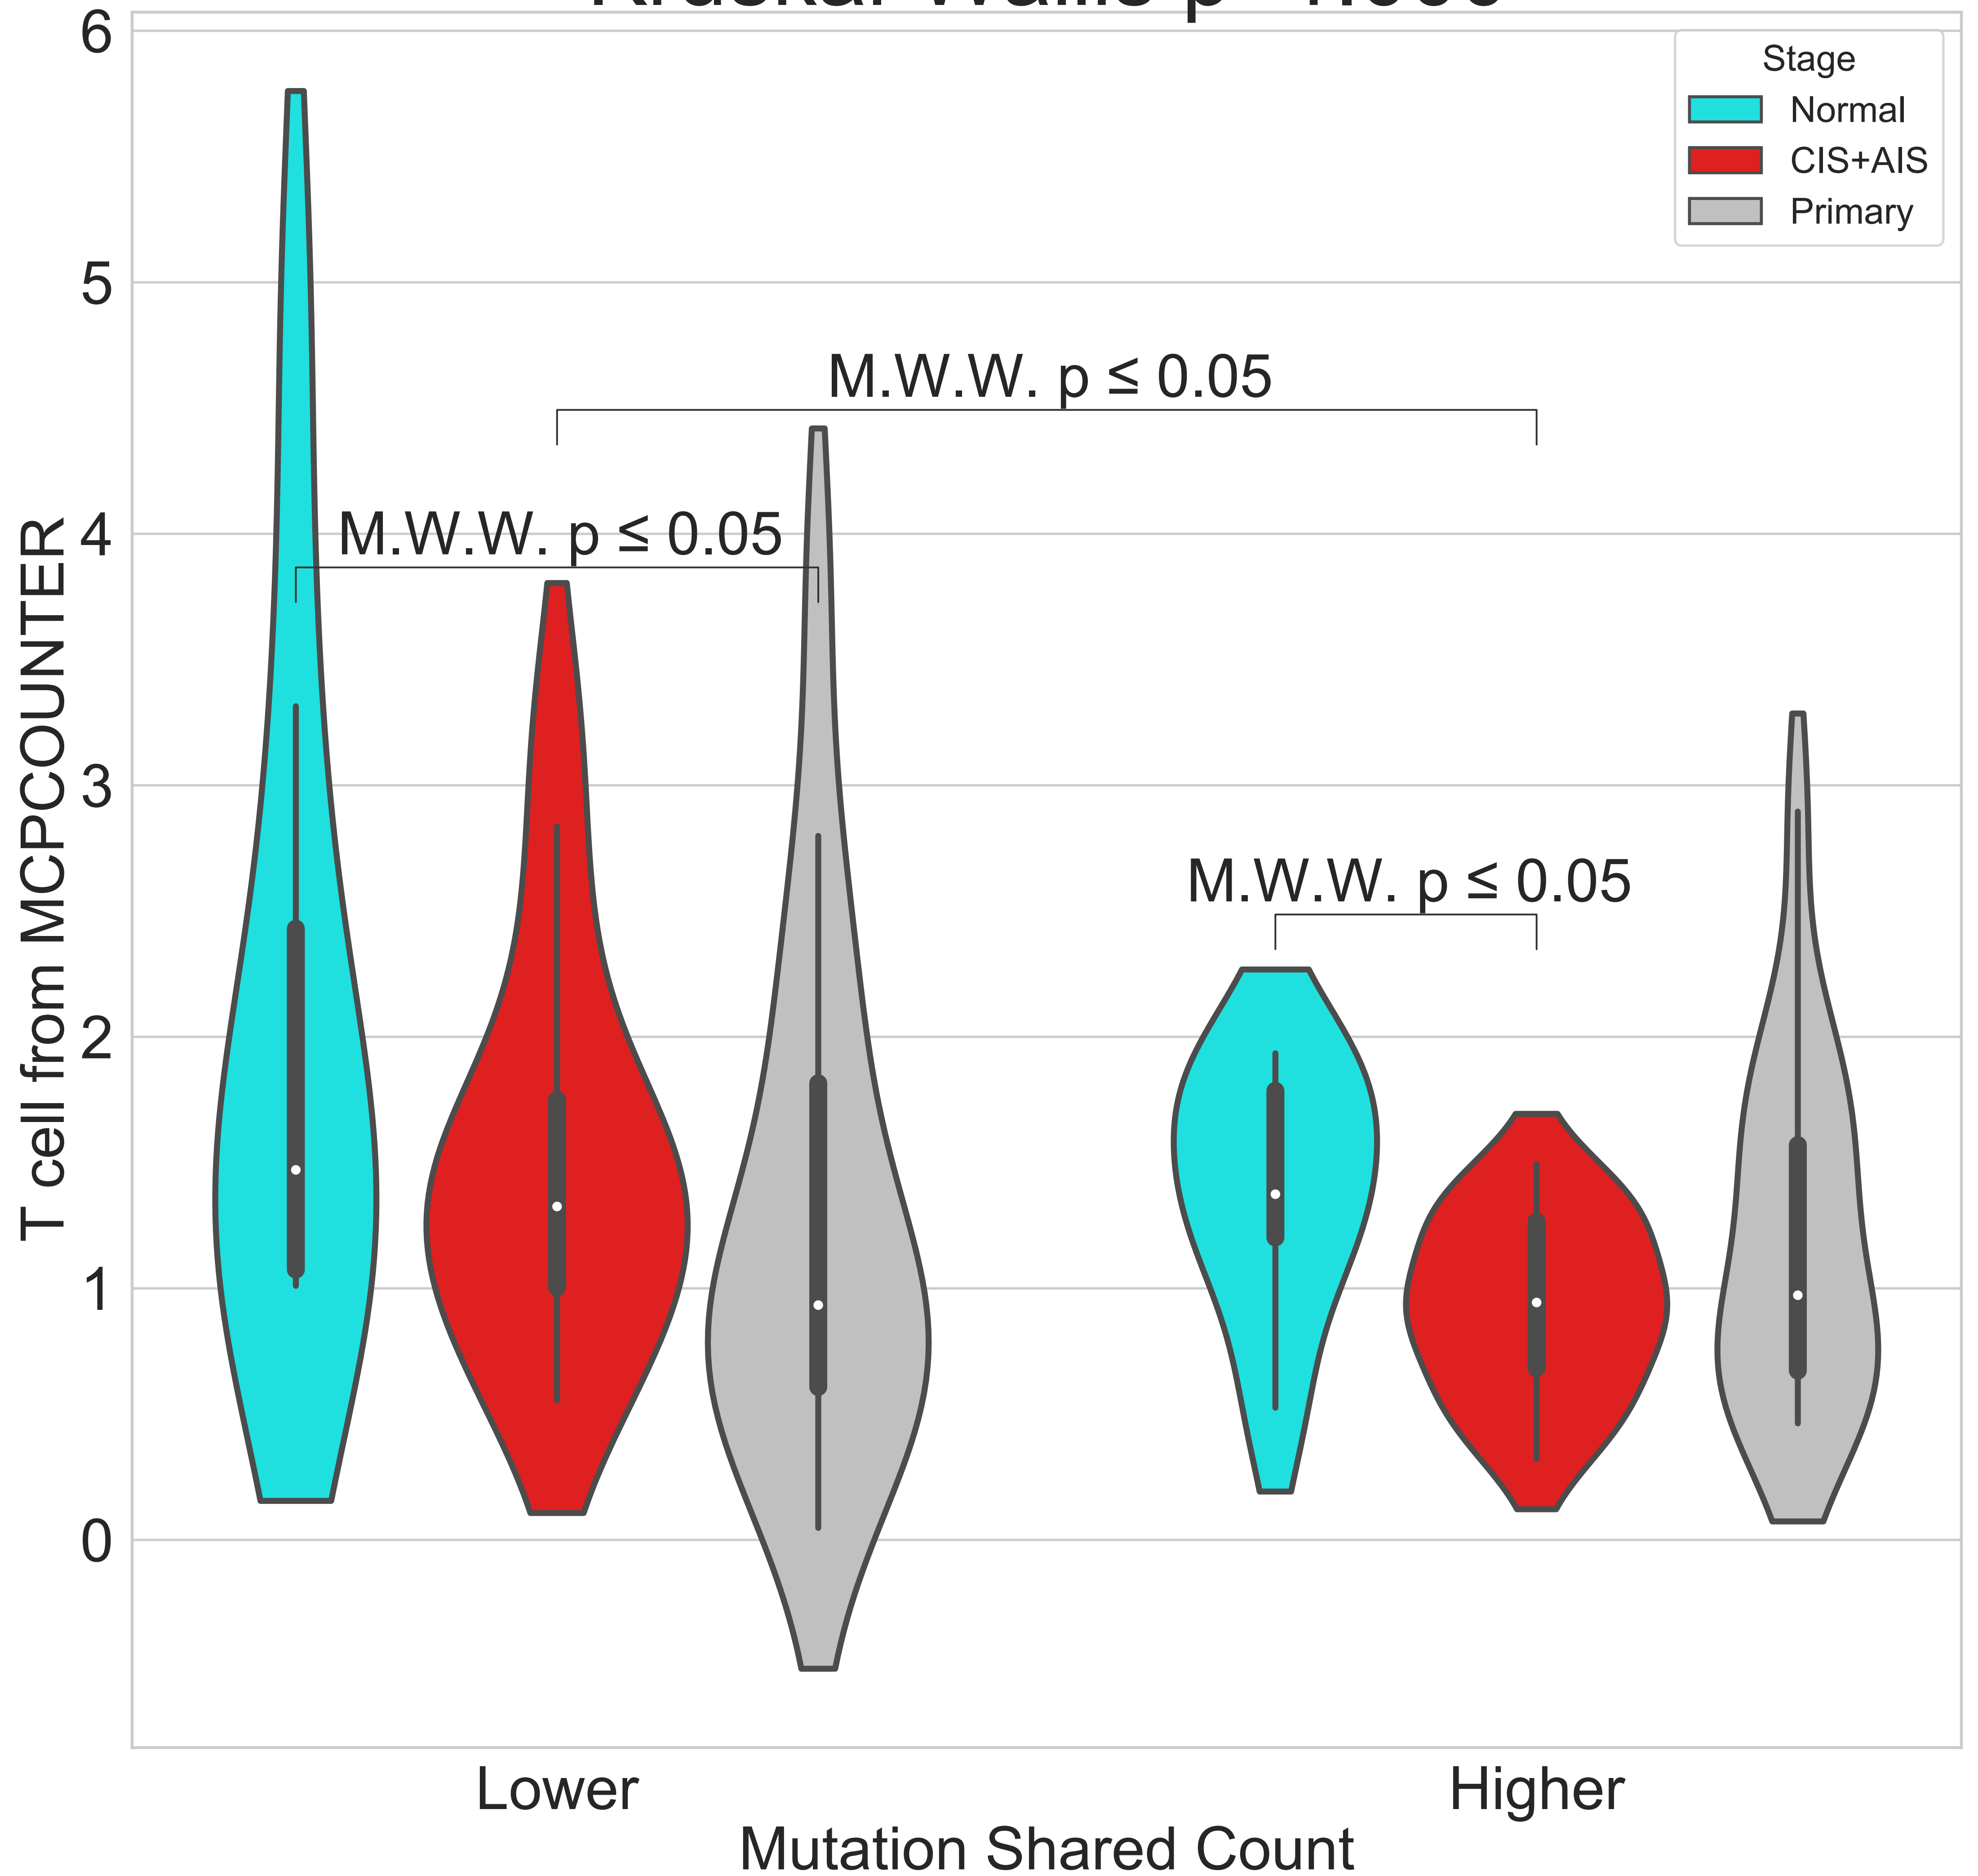 6
5
4
3
2
1
0
T cell from MCPCOUNTER
Stage
Normal
CIS+AIS
Primary
M.W.W. p ≤ 0.05
M.W.W. p ≤ 0.05
M.W.W. p ≤ 0.05
Lower
Higher
Mutation Shared Count